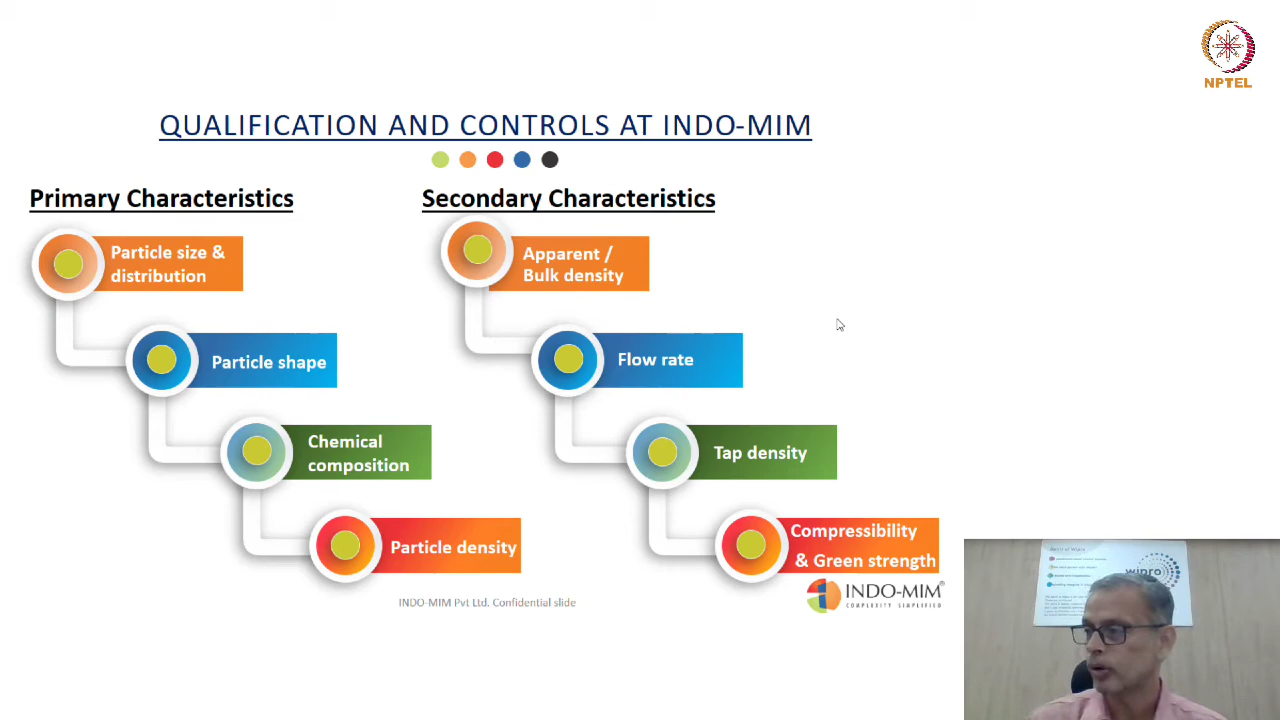 NPTEL
QUALIFICATION AND CONTROLS AT INDO-MIM
Primary Characteristics
Particle size &
distribution
Particle shape
Chemical
composition
Particle density
Secondary Characteristics
Apparent /
Bulk density
Flow rate
Tap density
Compressibility
& Green strength
INDO-MIM Pvt Ltd. Confidential slide
INDO-MIM®
COMPLEXITY SIMPLIFIED
wipro